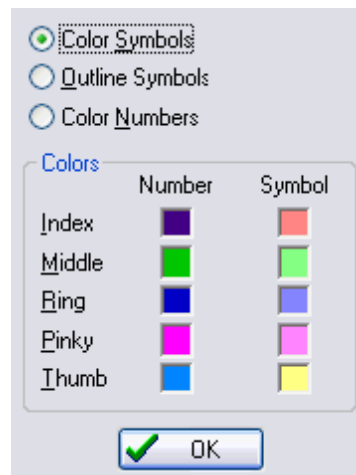 Color Symbols
Outline Symbols
Color Numbers
Colors
Number Symbol
Index
Middle
Ring
Pinky
Thumb
OK